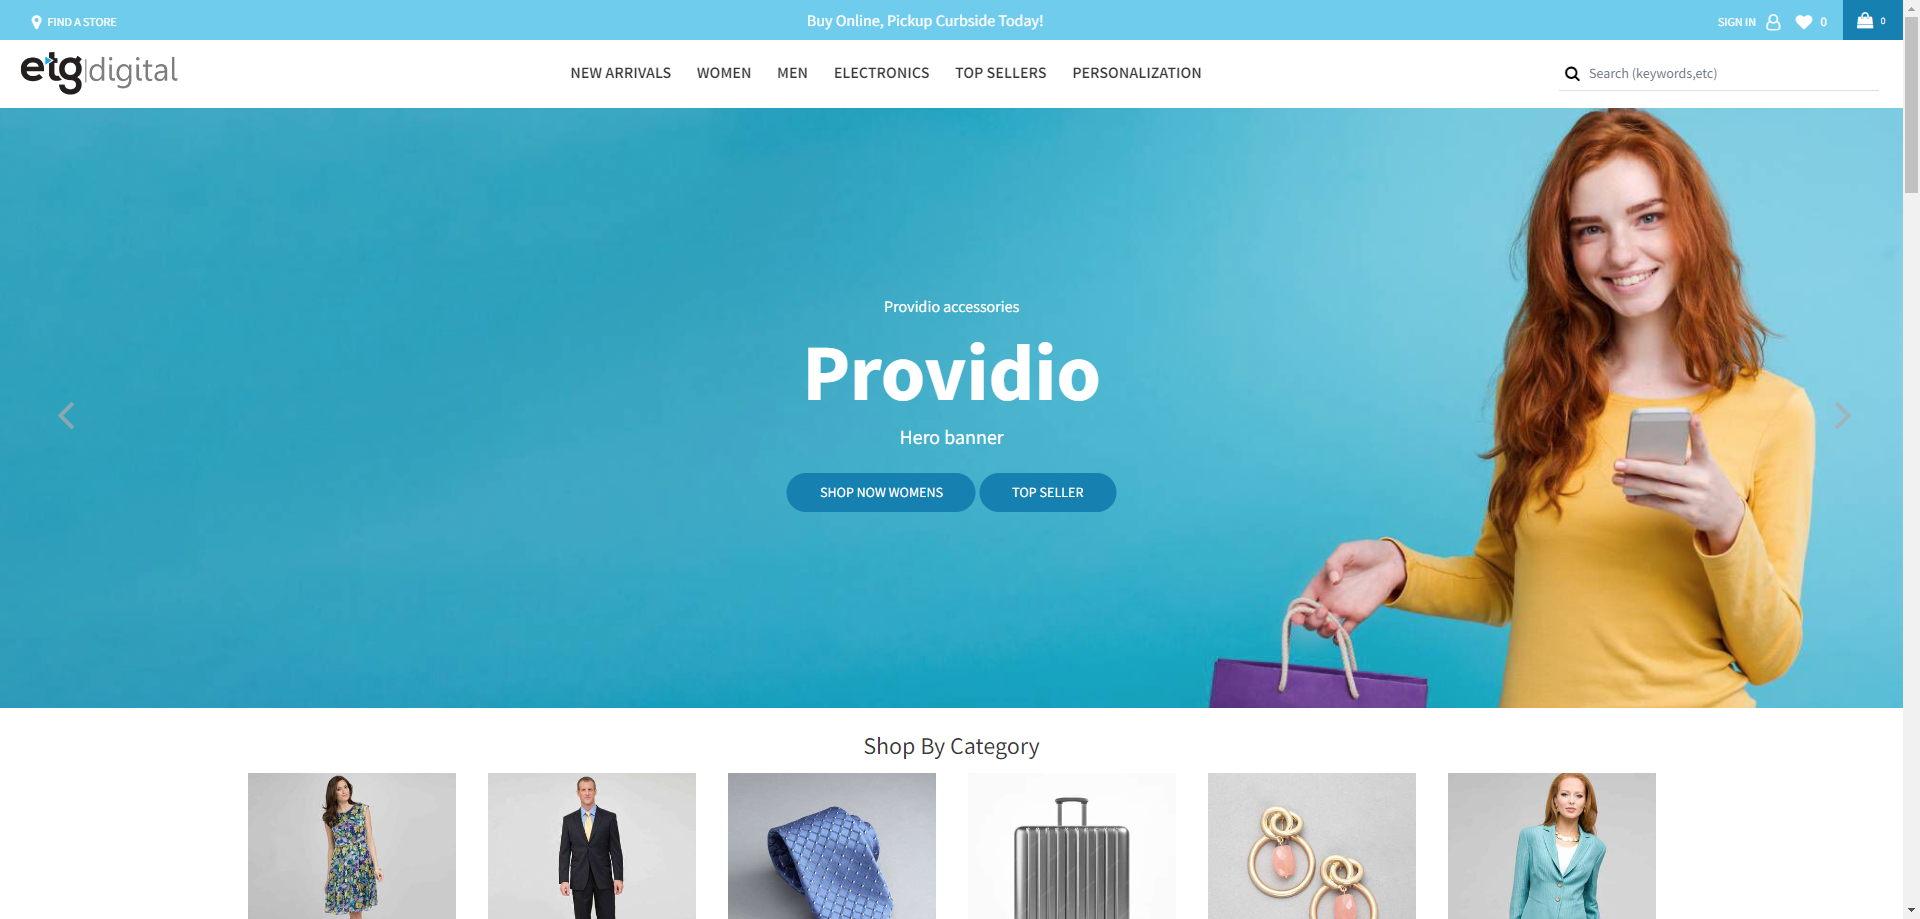 FIND A STORE
Buy Online, Pickup Curbside Today!
SIGN IN
0
0
etg|digital
NEW ARRIVALS
WOMEN
MEN
ELECTRONICS
TOP SELLERS
PERSONALIZATION
Search (keywords,etc)
Providio accessories
Providio
Hero banner
SHOP NOW WOMENS
TOP SELLER
Shop By Category